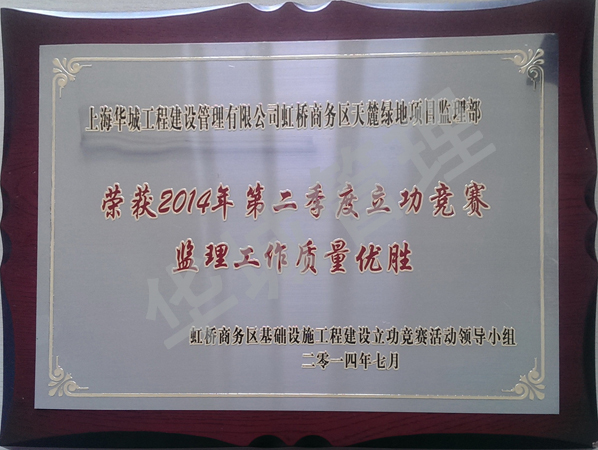 上海华城工程建设管理有限公司虹桥商务区天麓绿地项目监理部
荣获2014年第二季度立功竞赛
监理工作质量优胜
虹桥商务区基础设施工程建设立功竞赛活动领导小组
二零一四年七月
华城管理